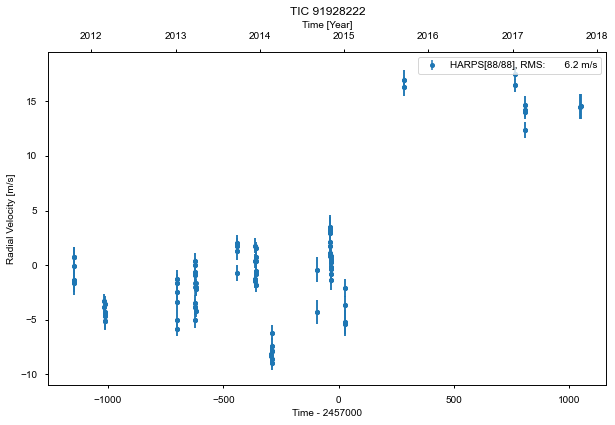 TIC 91928222
Time [Year]
2012 2013 2014 2015 2016 2017 2018
HARPS[88/88], RMS: 6.2 m/s
15
10
5
0
−5
−10
Radial Velocity [m/s]
−1000 −500 0 500 1000
Time - 2457000